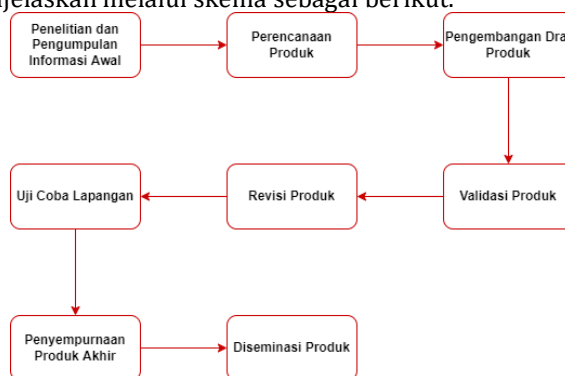 jelaskan melalui skema sebagai berikut.
Penelitian dan
Pengumpulan
Informasi Awal
Perencanaan
Produk
Pengembangan Dra
Produk
Uji Coba Lapangan
Revisi Produk
Validasi Produk
Penyempurnaan
Produk Akhir
Diseminasi Produk